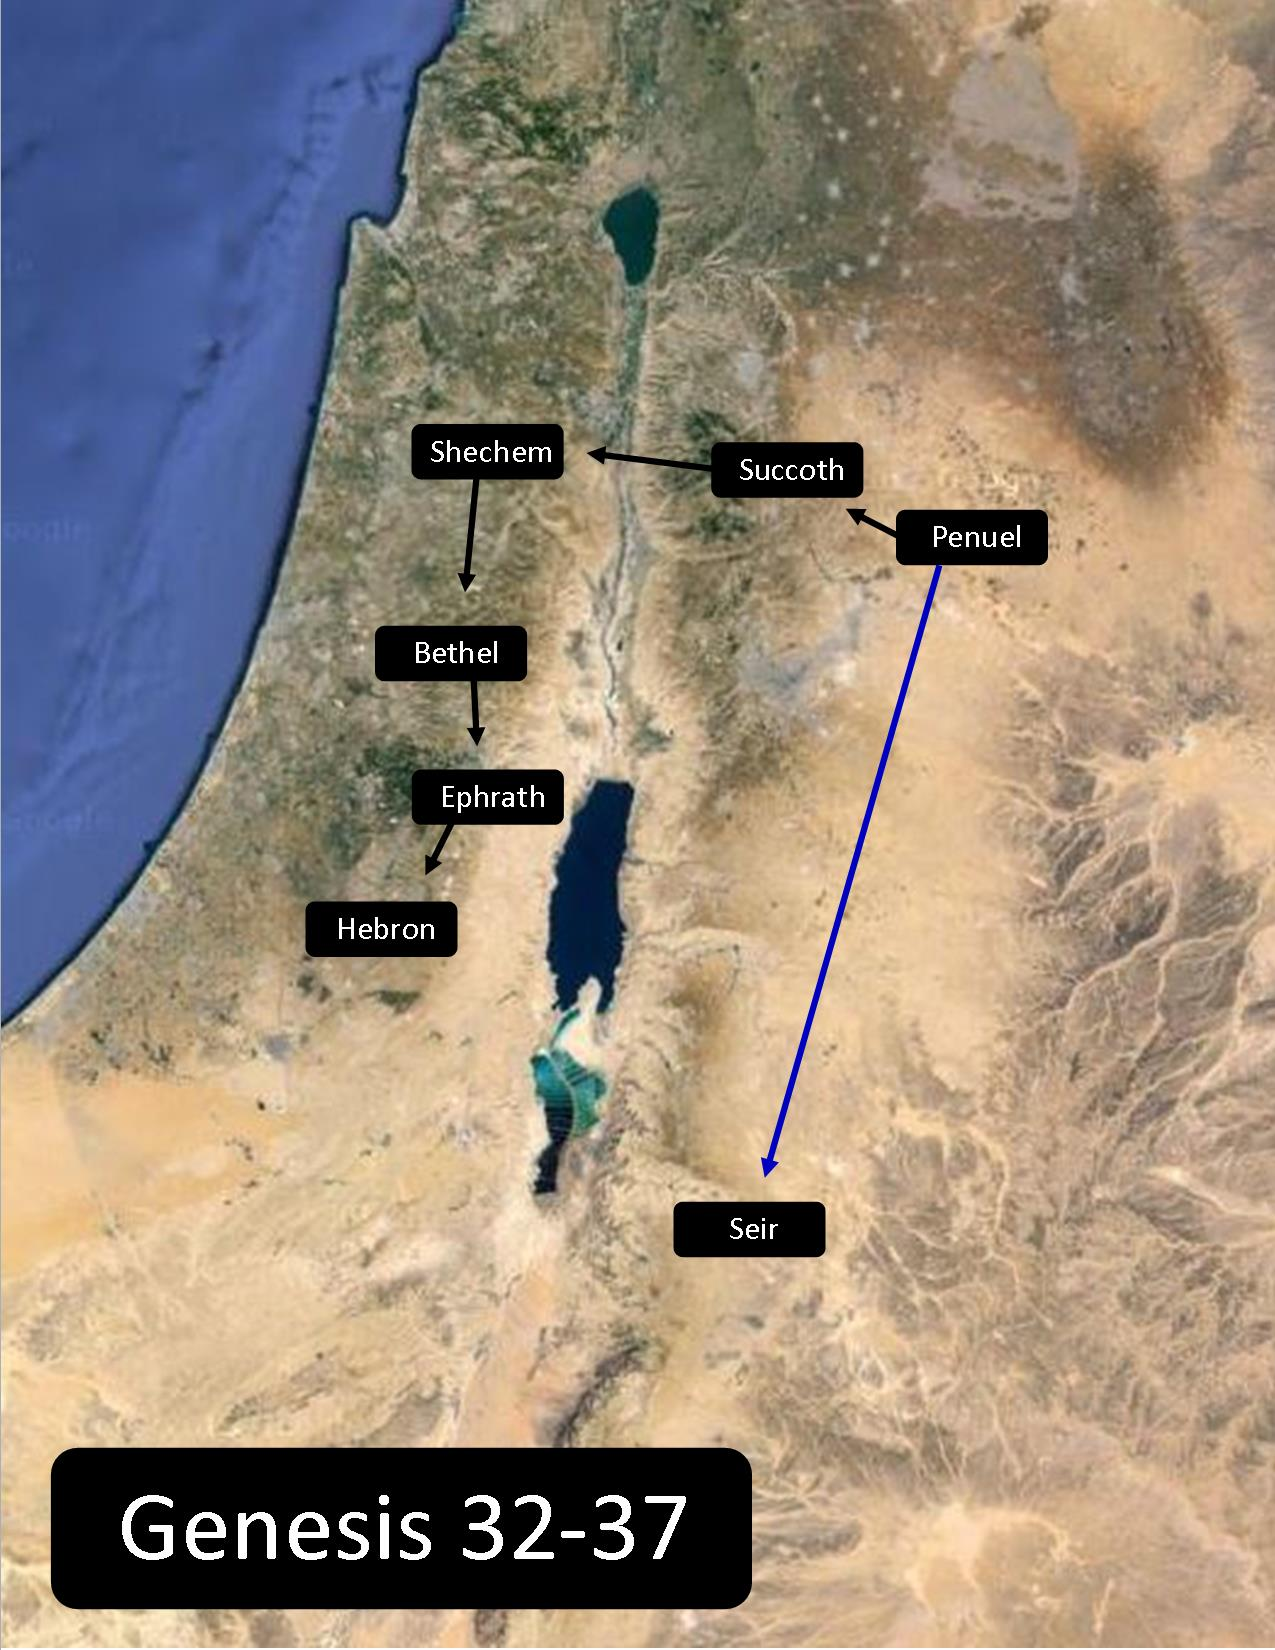 Shechem
Succoth
Penuel
Bethel
Ephrath
Hebron
Seir
Genesis 32-37